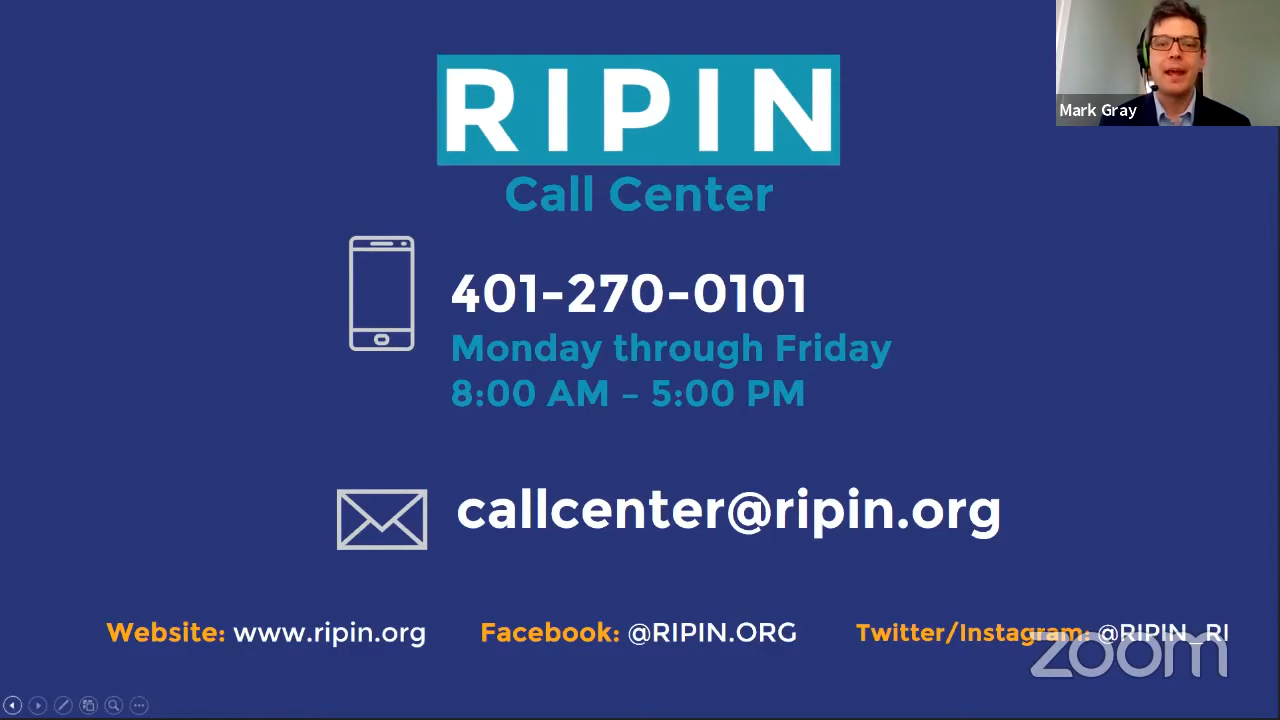 RIPIN
Mark Gray
Call Center
401-270-0101
Monday through Friday
8:00 AM – 5:00 PM
callcenter@ripin.org
Website: www.ripin.org
Facebook: @RIPIN.ORG
Twitter/Instagram: @RIPIN_RI
zoom